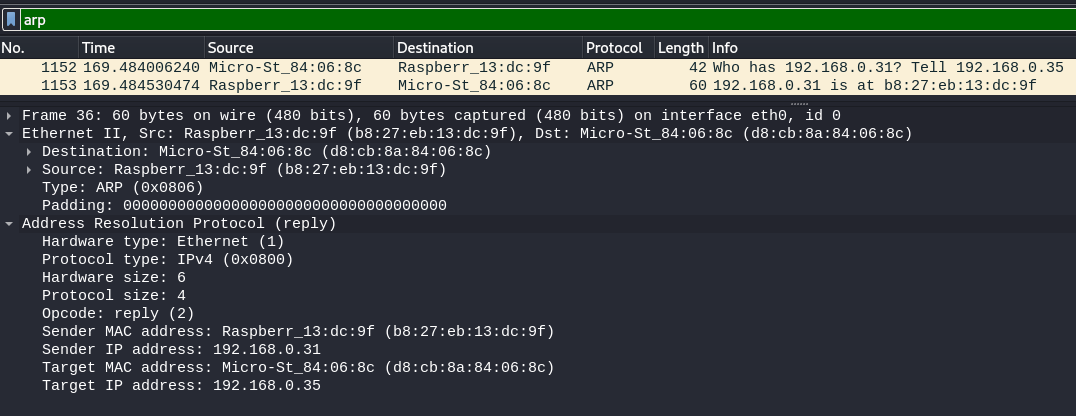 arp
No. Time Source Destination Protocol Length Info
1152 169.484006240 Micro-St_84:06:8c Raspberr_13:dc:9f ARP 42 Who has 192.168.0.31? Tell 192.168.0.35
1153 169.484530474 Raspberr_13:dc:9f Micro-St_84:06:8c ARP 60 192.168.0.31 is at b8:27:eb:13:dc:9f
Frame 36: 60 bytes on wire (480 bits), 60 bytes captured (480 bits) on interface eth0, id 0
Ethernet II, Src: Raspberr_13:dc:9f (b8:27:eb:13:dc:9f), Dst: Micro-St_84:06:8c (d8:cb:8a:84:06:8c)
Destination: Micro-St_84:06:8c (d8:cb:8a:84:06:8c)
Source: Raspberr_13:dc:9f (b8:27:eb:13:dc:9f)
Type: ARP (0x0806)
Padding: 000000000000000000000000000000000000
Address Resolution Protocol (reply)
Hardware type: Ethernet (1)
Protocol type: IPv4 (0x0800)
Hardware size: 6
Protocol size: 4
Opcode: reply (2)
Sender MAC address: Raspberr_13:dc:9f (b8:27:eb:13:dc:9f)
Sender IP address: 192.168.0.31
Target MAC address: Micro-St_84:06:8c (d8:cb:8a:84:06:8c)
Target IP address: 192.168.0.35